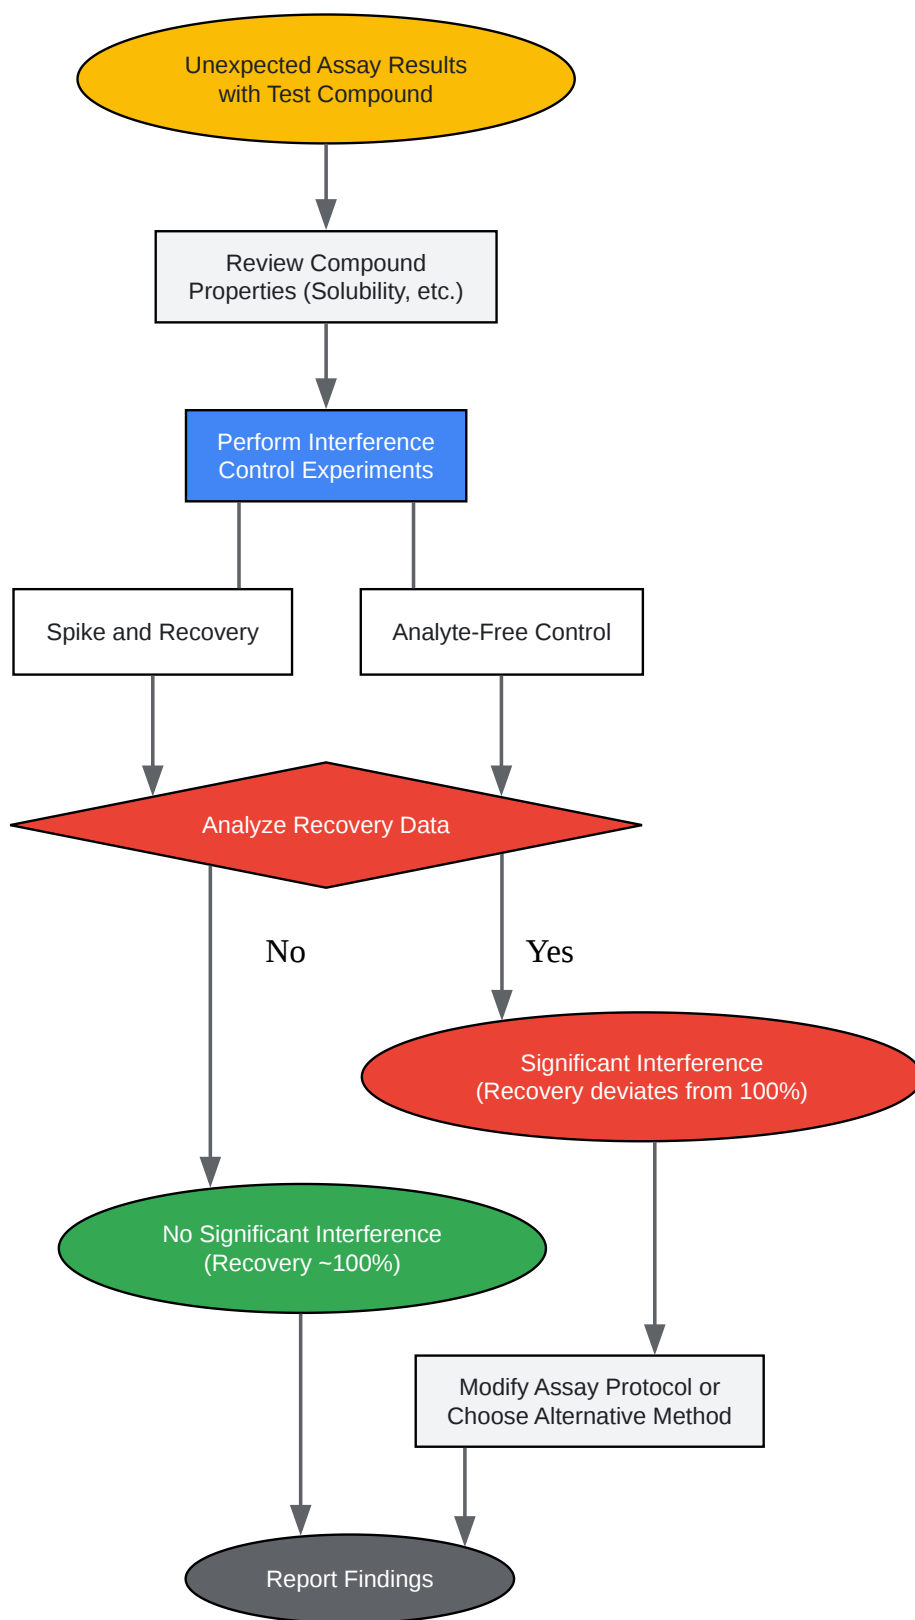 Unexpected Assay Results
with Test Compound
Review Compound
Properties (Solubility, etc.)
Perform Interference
Control Experiments
Spike and Recovery
Analyte-Free Control
Analyze Recovery Data
No
Yes
Significant Interference
(Recovery deviates from 100%)
No Significant Interference
(Recovery ~100%)
Modify Assay Protocol or
Choose Alternative Method
Report Findings